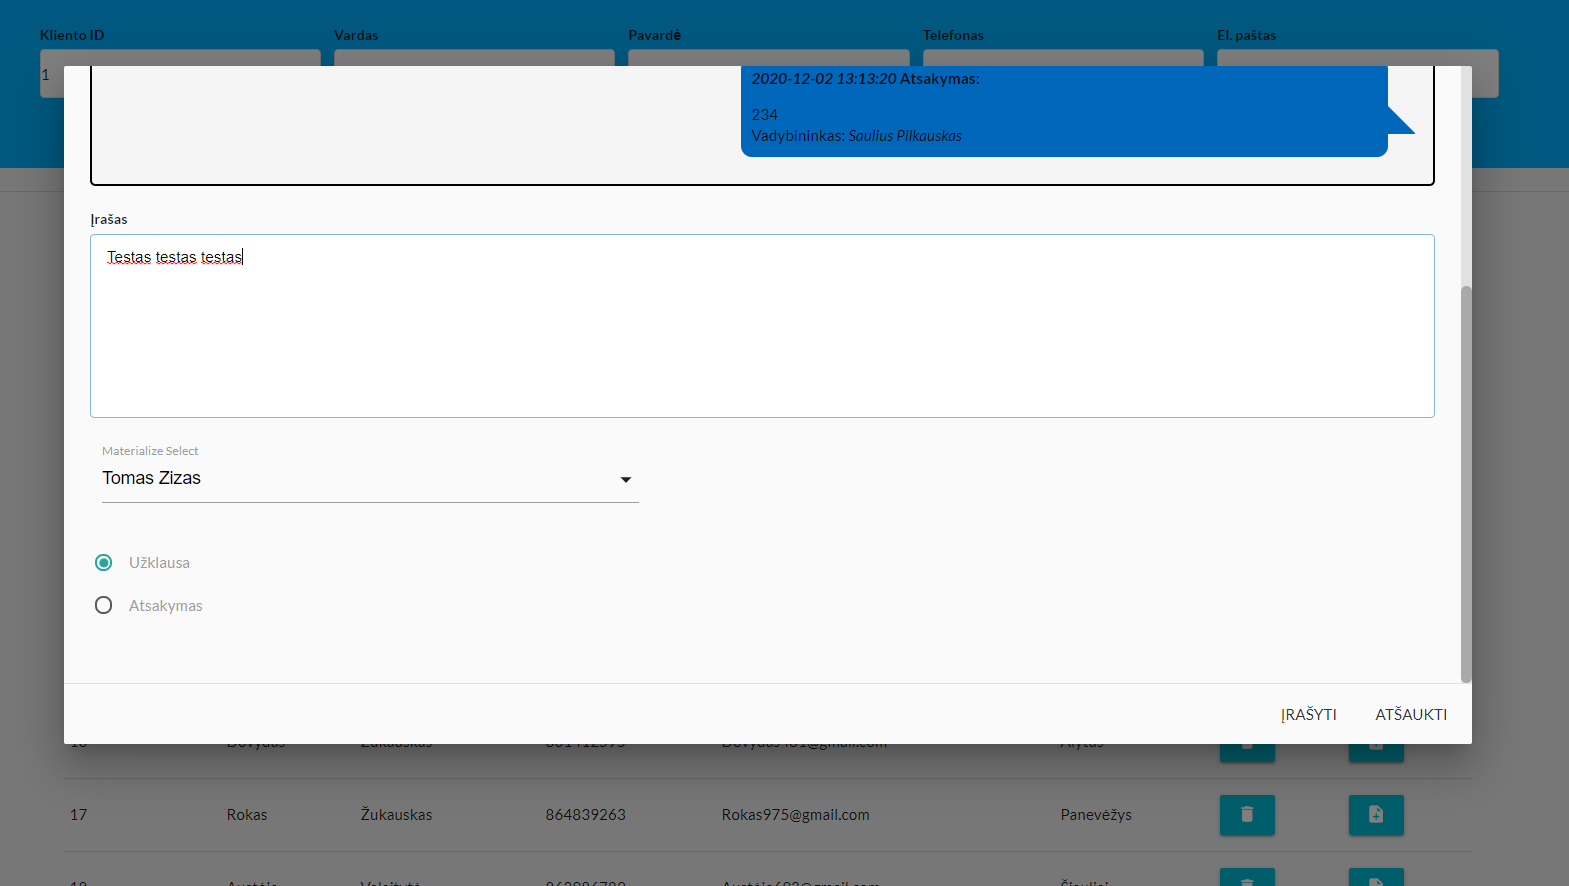 Kliento ID Vardas Pavardė Telefonas El. paštas
1
2020-12-02 13:13:20 Atsakymas:
234
Vadybininkas: Saulius Pilkauskas
Įrašas
Testas testas testas
Materialize Select
Tomas Zizas
Užklausa
Atsakymas
ĮRAŠYTI ATŠAUKTI
17 Rokas Žukauskas 864839263 Rokas975@gmail.com Panevėžys